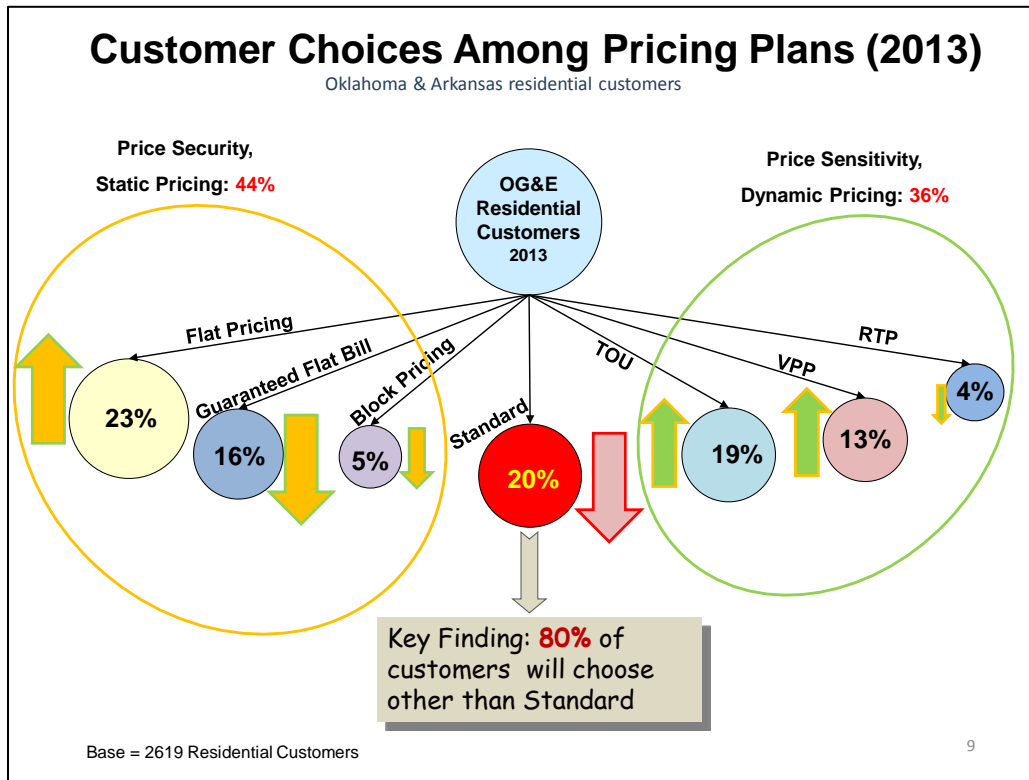 Customer Choices Among Pricing Plans (2013)
Oklahoma & Arkansas residential customers
Price Security,
Static Pricing: 44%
OG&E
Residential
Customers
2013
Price Sensitivity,
Dynamic Pricing: 36%
Flat Pricing
Guaranteed Flat Bill
Block Pricing
Standard
TOU
VPP
RTP
23%
16%
5%
20%
19%
13%
4%
Key Finding: 80% of
customers will choose
other than Standard
Base = 2619 Residential Customers
9